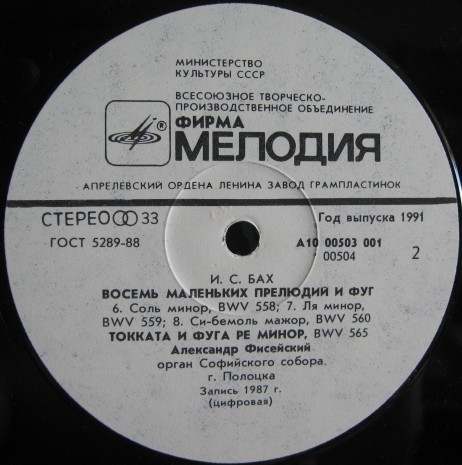 МИНИСТЕРСТВО
КУЛЬТУРЫ СССР
ВСЕСОЮЗНОЕ ТВОРЧЕСКО-
ПРОИЗВОДСТВЕННОЕ ОБЪЕДИНЕНИЕ
ФИРМА
® МЕЛОДИЯ
АПРЕЛЕВСКИЙ ОРДЕНА ЛЕНИНА ЗАВОД ГРАМПЛАСТИНОК
СТЕРЕО 33
Год выпуска 1991
ГОСТ 5289-88
А10 00503 001
00504
2
И. С. БАХ
ВОСЕМЬ МАЛЕНЬКИХ ПРЕЛЮДИЙ И ФУГ
6. Соль минор, BWV 558; 7. Ля минор,
BWV 559; 8. Си-бемоль мажор, BWV 560
ТОККАТА И ФУГА РЕ МИНОР, BWV 565
Александр Фисейский
орган Софийского собора
г. Полоцка
Запись 1987 г.
(цифровая)